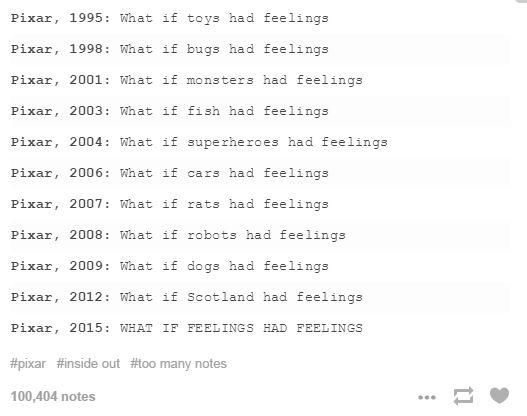 Pixar, 1995: What if toys had feelings
Pixar, 1998: What if bugs had feelings
Pixar, 2001: What if monsters had feelings
Pixar, 2003: What if fish had feelings
Pixar, 2004: What if superheroes had feelings
Pixar, 2006: What if cars had feelings
Pixar, 2007: What if rats had feelings
Pixar, 2008: What if robots had feelings
Pixar, 2009: What if dogs had feelings
Pixar, 2012: What if Scotland had feelings
Pixar, 2015: WHAT IF FEELINGS HAD FEELINGS
#pixar #inside out #too many notes
100,404 notes